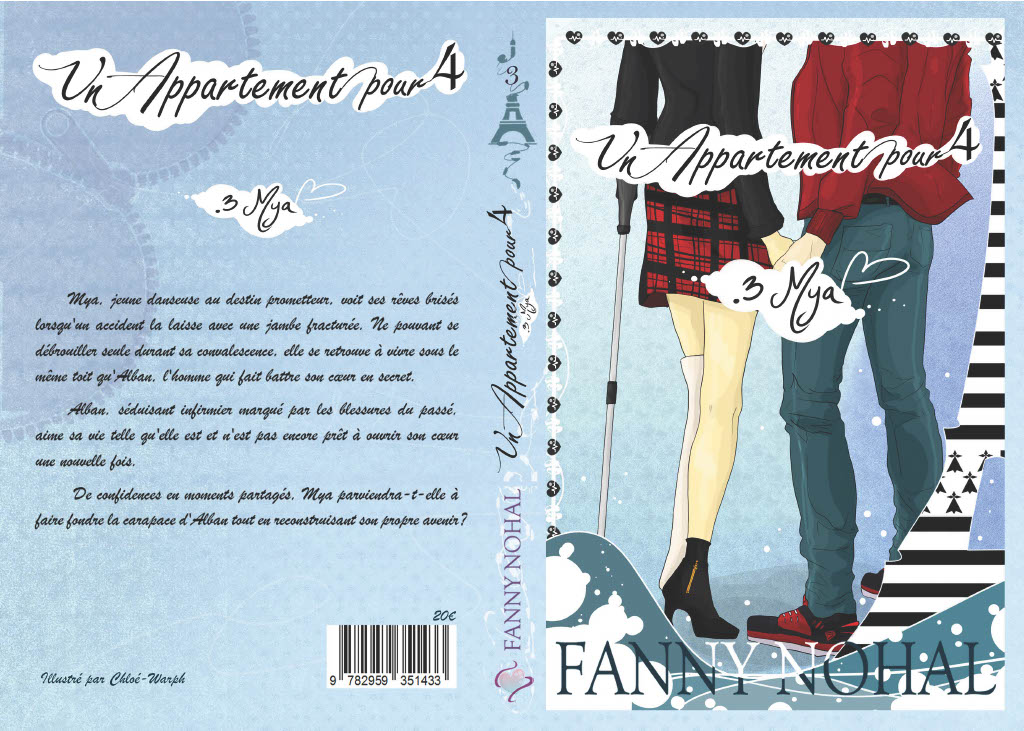 Un Appartement pour 4
.3 Mya
Mya, jeune danseuse au destin prometteur, voit ses rêves brisés
lorsqu'un accident la laisse avec une jambe fracturée. Ne pouvant se
débrouiller seule durant sa convalescence, elle se retrouve à vivre sous le
même toit qu'Alban, l'homme qui fait battre son cœur en secret.
Alban, séduisant infirmier marqué par les blessures du passé,
aime sa vie telle qu'elle est et n'est pas encore prêt à ouvrir son cœur
une nouvelle fois.
De confidences en moments partagés, Mya parviendra-t-elle à
faire fondre la carapace d'Alban tout en reconstruisant son propre avenir?
20€
Illustré par Chloé-Warph
9 782959 351433
3
Un Appartement pour 4
.3 Mya
FANNY NOHAL
Un Appartement pour 4
.3 Mya
FANNY NOHAL